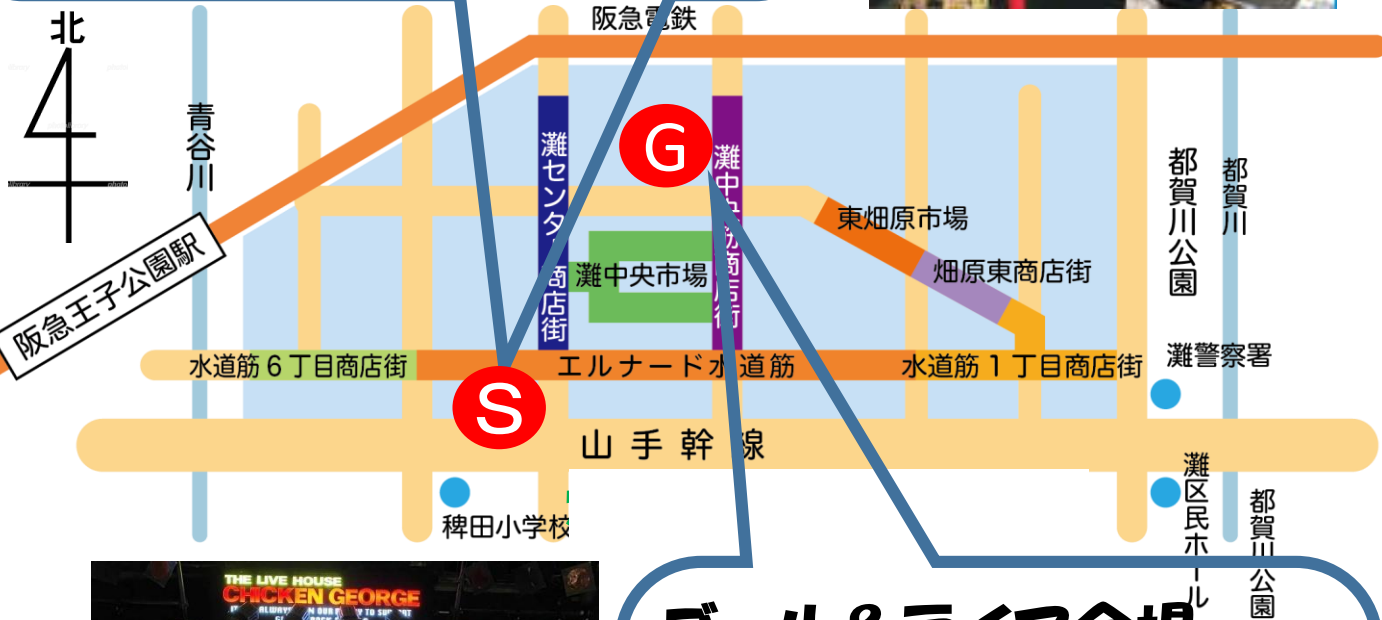 阪急電鉄
北
青谷川
灘センター商店街
G
灘中央筋商店街
都賀川公園
都賀川
東畑原市場
畑原東商店街
灘中央市場
阪急王子公園駅
水道筋6丁目商店街
エルナード水道筋
水道筋1丁目商店街
灘警察署
S
山手幹線
稗田小学校
灘区民ホール
都賀川公園
THE LIVE HOUSE
CHICKEN GEORGE